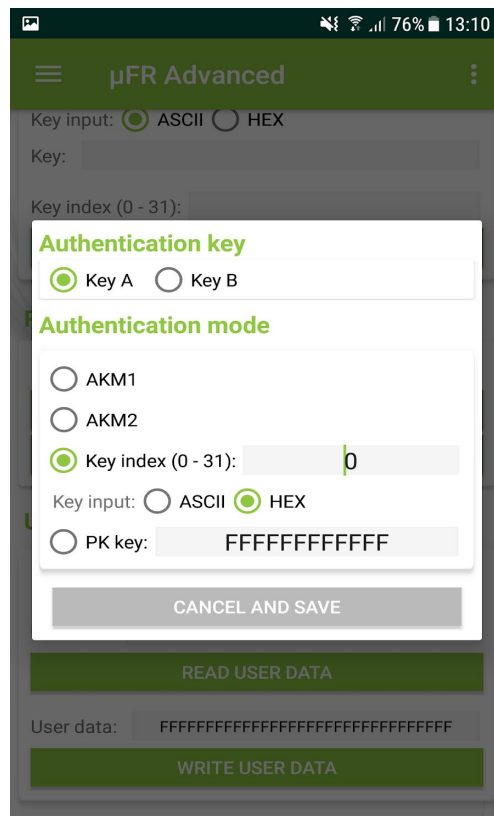 76% 13:10
µFR Advanced
Key input: ASCII HEX
Key:
Key index (0 - 31):
Authentication key
Key A Key B
Authentication mode
AKM1
AKM2
Key index (0 - 31): 0
Key input: ASCII HEX
PK key: FFFFFFFFFFFF
CANCEL AND SAVE
READ USER DATA
User data: FFFFFFFFFFFFFFFFFFFFFFFFFFFFFFFF
WRITE USER DATA